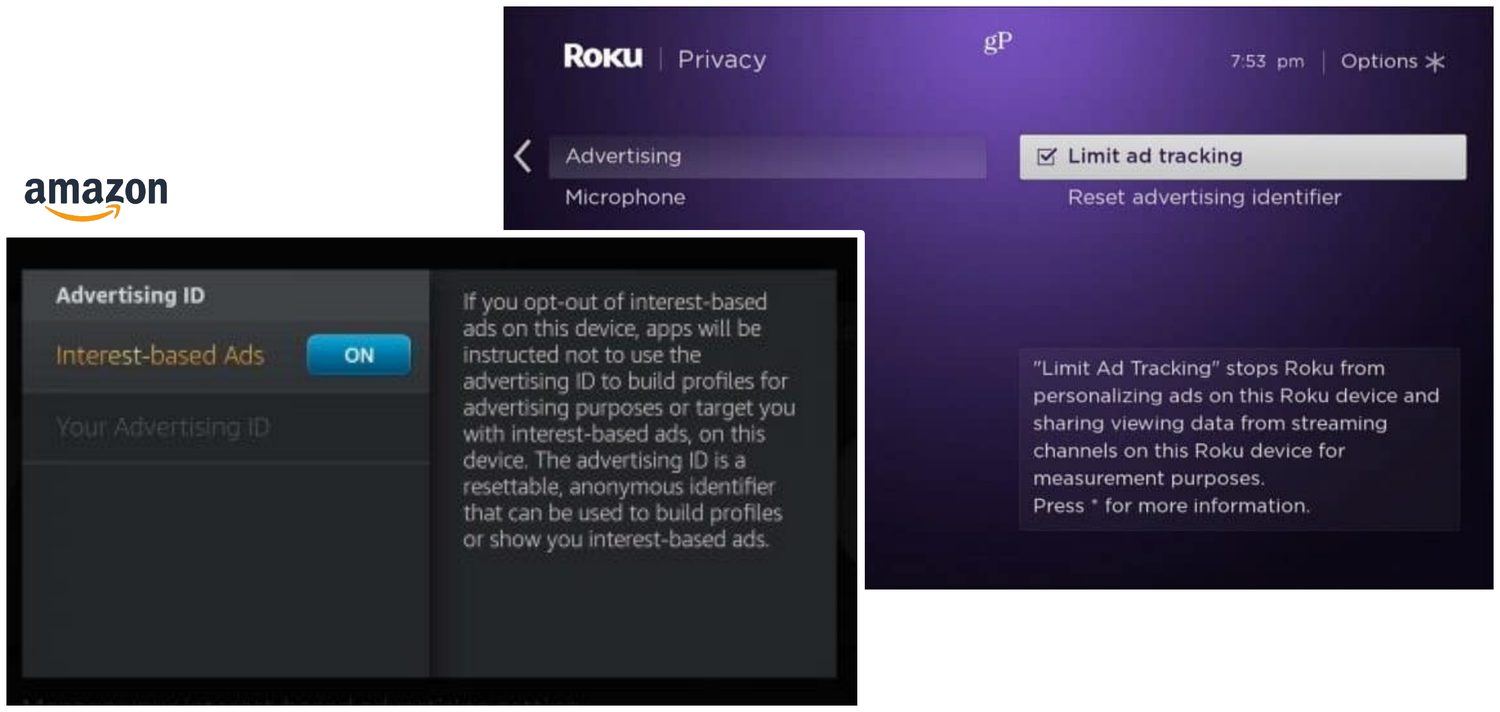 Roku | Privacy
gP
7:53 pm | Options *
Advertising
Microphone
Limit ad tracking
Reset advertising identifier
"Limit Ad Tracking" stops Roku from
personalizing ads on this Roku device and
sharing viewing data from streaming
channels on this Roku device for
measurement purposes.
Press * for more information.
amazon
Advertising ID
Interest-based Ads
ON
Your Advertising ID
If you opt-out of interest-based
ads on this device, apps will be
instructed not to use the
advertising ID to build profiles for
advertising purposes or target you
with interest-based ads, on this
device. The advertising ID is a
resettable, anonymous identifier
that can be used to build profiles
or show you interest-based ads.